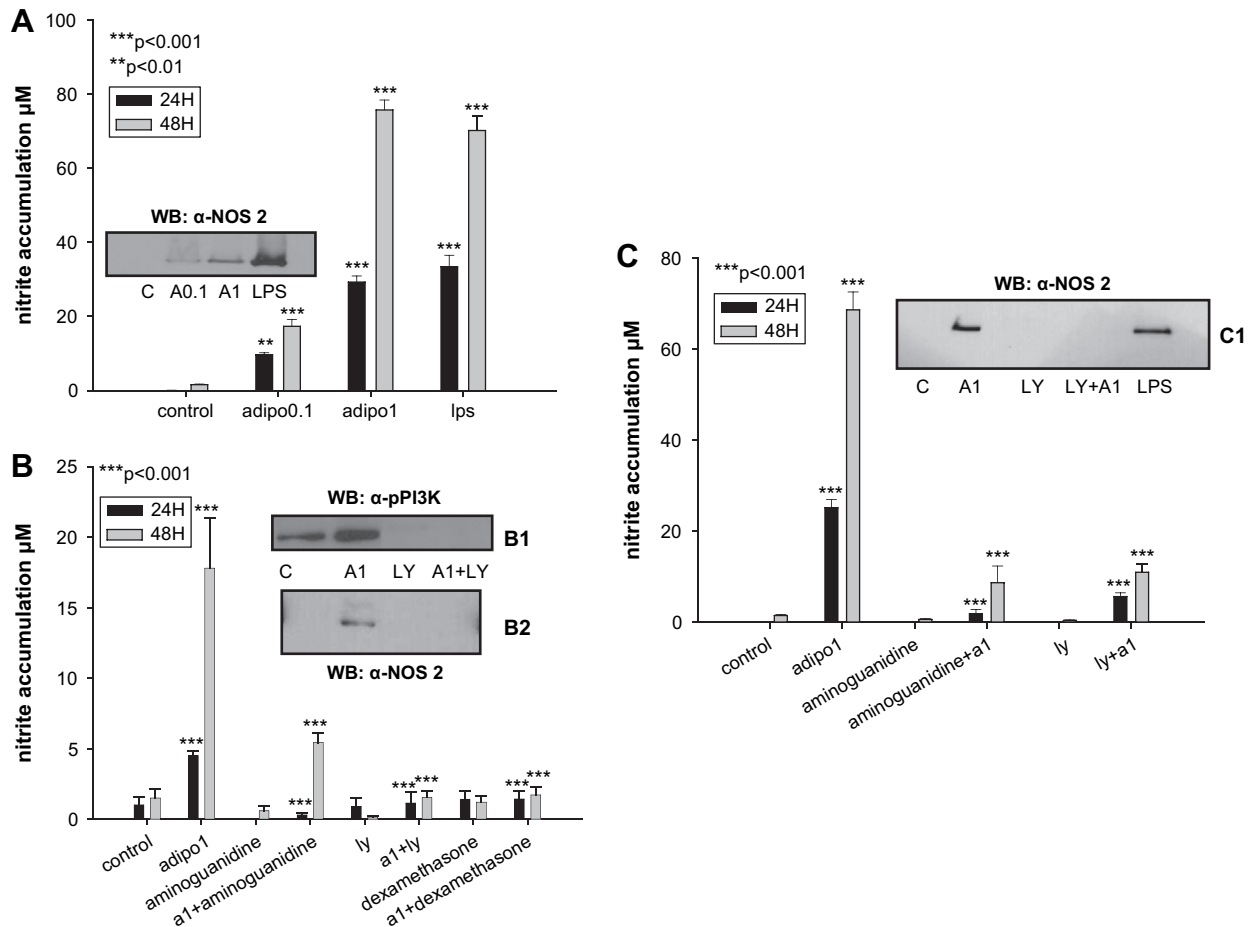 A
nitrite accumulation µM
100
80
60
40
20
0
***p<0.001
**p<0.01
24H
48H
WB: α-NOS 2
C A0.1 A1 LPS
** *** *** *** *** ***
control adipo0.1 adipo1 lps
B
nitrite accumulation µM
25
20
15
10
5
0
***p<0.001
24H
48H
WB: α-pPI3K
B1
C A1 LY A1+LY
B2
WB: α-NOS 2
*** *** *** *** *** *** *** ***
control adipo1 aminoguanidine a1+aminoguanidine ly a1+ly dexamethasone a1+dexamethasone
C
nitrite accumulation µM
80
60
40
20
0
***p<0.001
24H
48H
WB: α-NOS 2
C1
C A1 LY LY+A1 LPS
*** *** *** *** *** ***
control adipo1 aminoguanidine aminoguanidine+a1 ly ly+a1